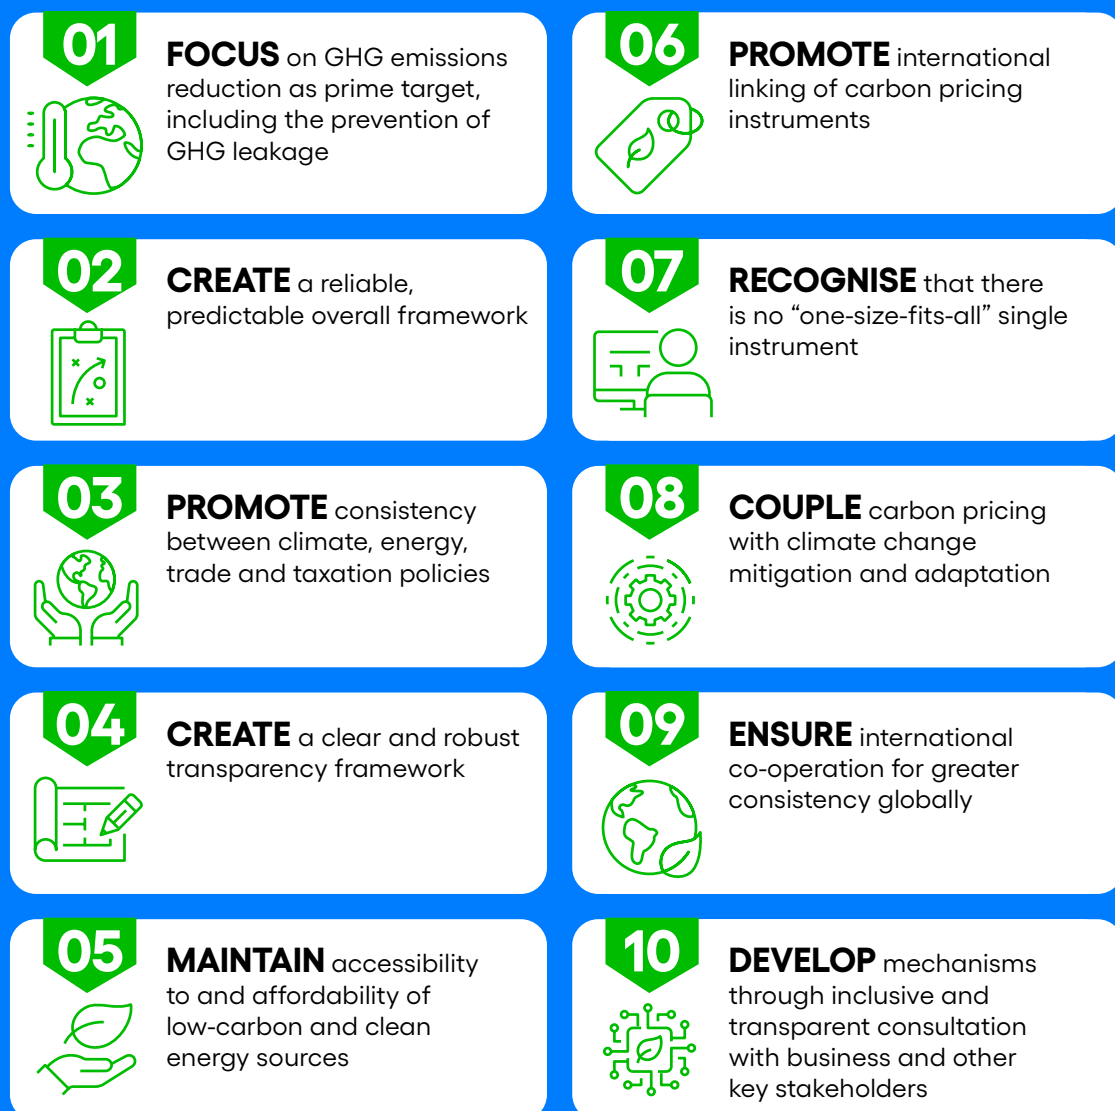 01
FOCUS on GHG emissions
reduction as prime target,
including the prevention of
GHG leakage
02
CREATE a reliable,
predictable overall framework
03
PROMOTE consistency
between climate, energy,
trade and taxation policies
04
CREATE a clear and robust
transparency framework
05
MAINTAIN accessibility
to and affordability of
low-carbon and clean
energy sources
06
PROMOTE international
linking of carbon pricing
instruments
07
RECOGNISE that there
is no “one-size-fits-all” single
instrument
08
COUPLE carbon pricing
with climate change
mitigation and adaptation
09
ENSURE international
co-operation for greater
consistency globally
10
DEVELOP mechanisms
through inclusive and
transparent consultation
with business and other
key stakeholders